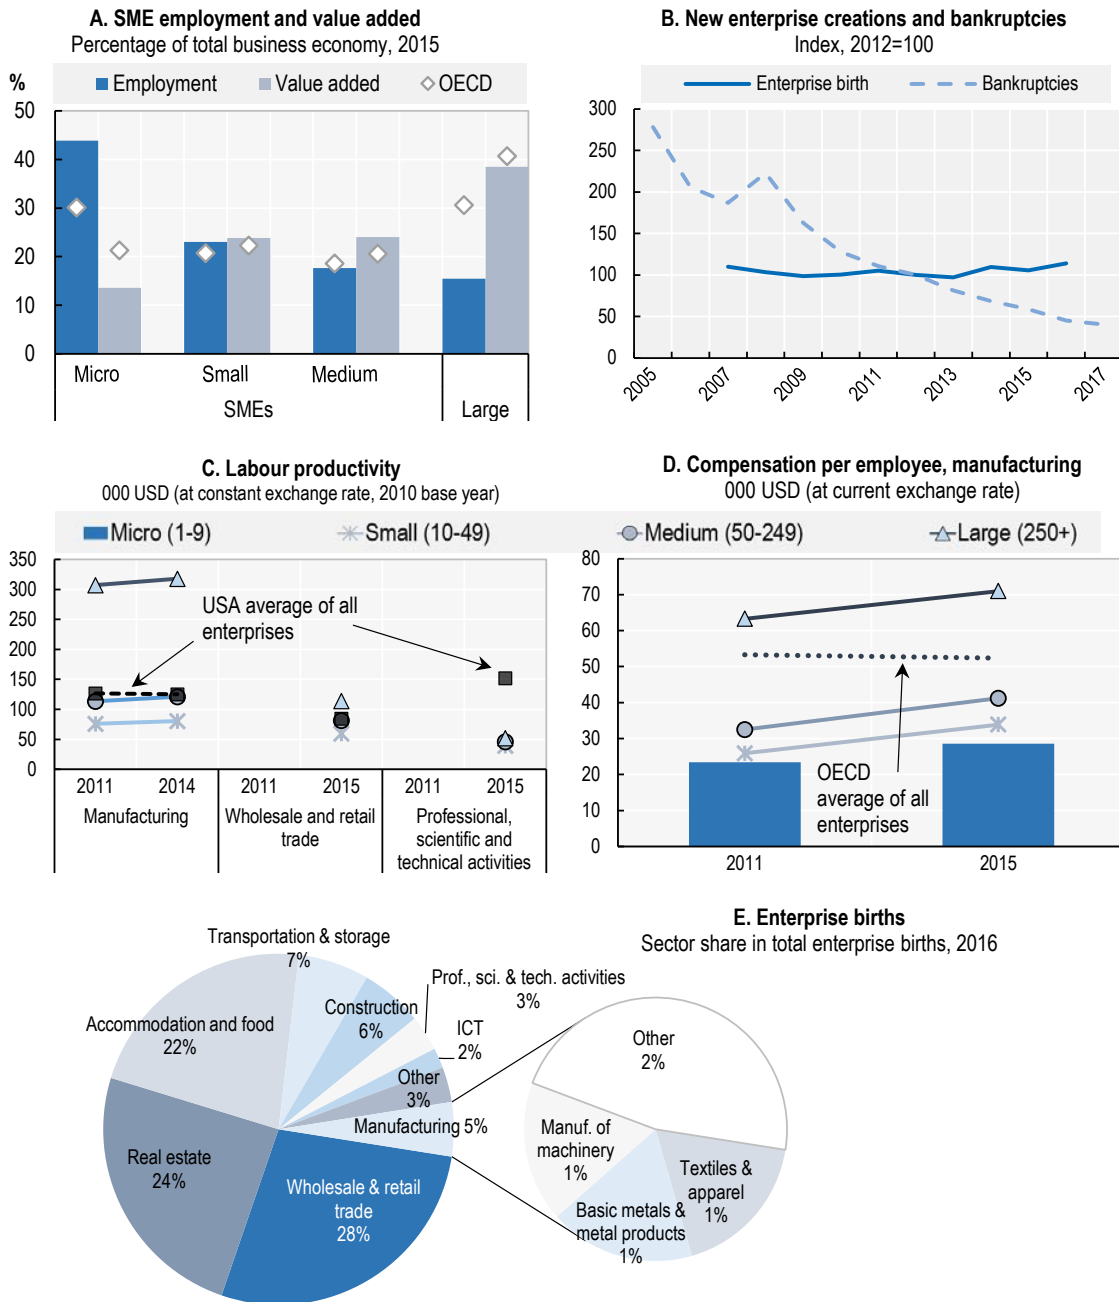 A. SME employment and value added
Percentage of total business economy, 2015
%
Employment
Value added
OECD
50
40
30
20
10
0
Micro
Small
Medium
SMEs
Large
B. New enterprise creations and bankruptcies
Index, 2012=100
Enterprise birth
Bankruptcies
300
250
200
150
100
50
0
2005
2007
2009
2011
2013
2015
2017
C. Labour productivity
000 USD (at constant exchange rate, 2010 base year)
D. Compensation per employee, manufacturing
000 USD (at current exchange rate)
Micro (1-9)
Small (10-49)
Medium (50-249)
Large (250+)
350
300
250
200
150
100
50
0
USA average of all
enterprises
2011
2014
2011
2015
2011
2015
Manufacturing
Wholesale and retail
trade
Professional,
scientific and
technical activities
80
70
60
50
40
30
20
10
0
OECD
average of all
enterprises
2011
2015
E. Enterprise births
Sector share in total enterprise births, 2016
Transportation & storage
7%
Prof., sci. & tech. activities
3%
Construction
6%
ICT
2%
Accommodation and food
22%
Other
3%
Manufacturing 5%
Real estate
24%
Wholesale & retail
trade
28%
Other
2%
Manuf. of
machinery
1%
Textiles &
apparel
1%
Basic metals &
metal products
1%